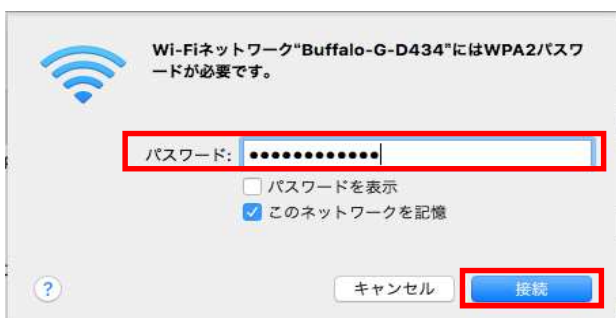 Wi-Fiネットワーク“Buffalo-G-D434”にはWPA2パスワ
ードが必要です。
パスワード: ●●●●●●●●●●●●
パスワードを表示
このネットワークを記憶
? キャンセル 接続